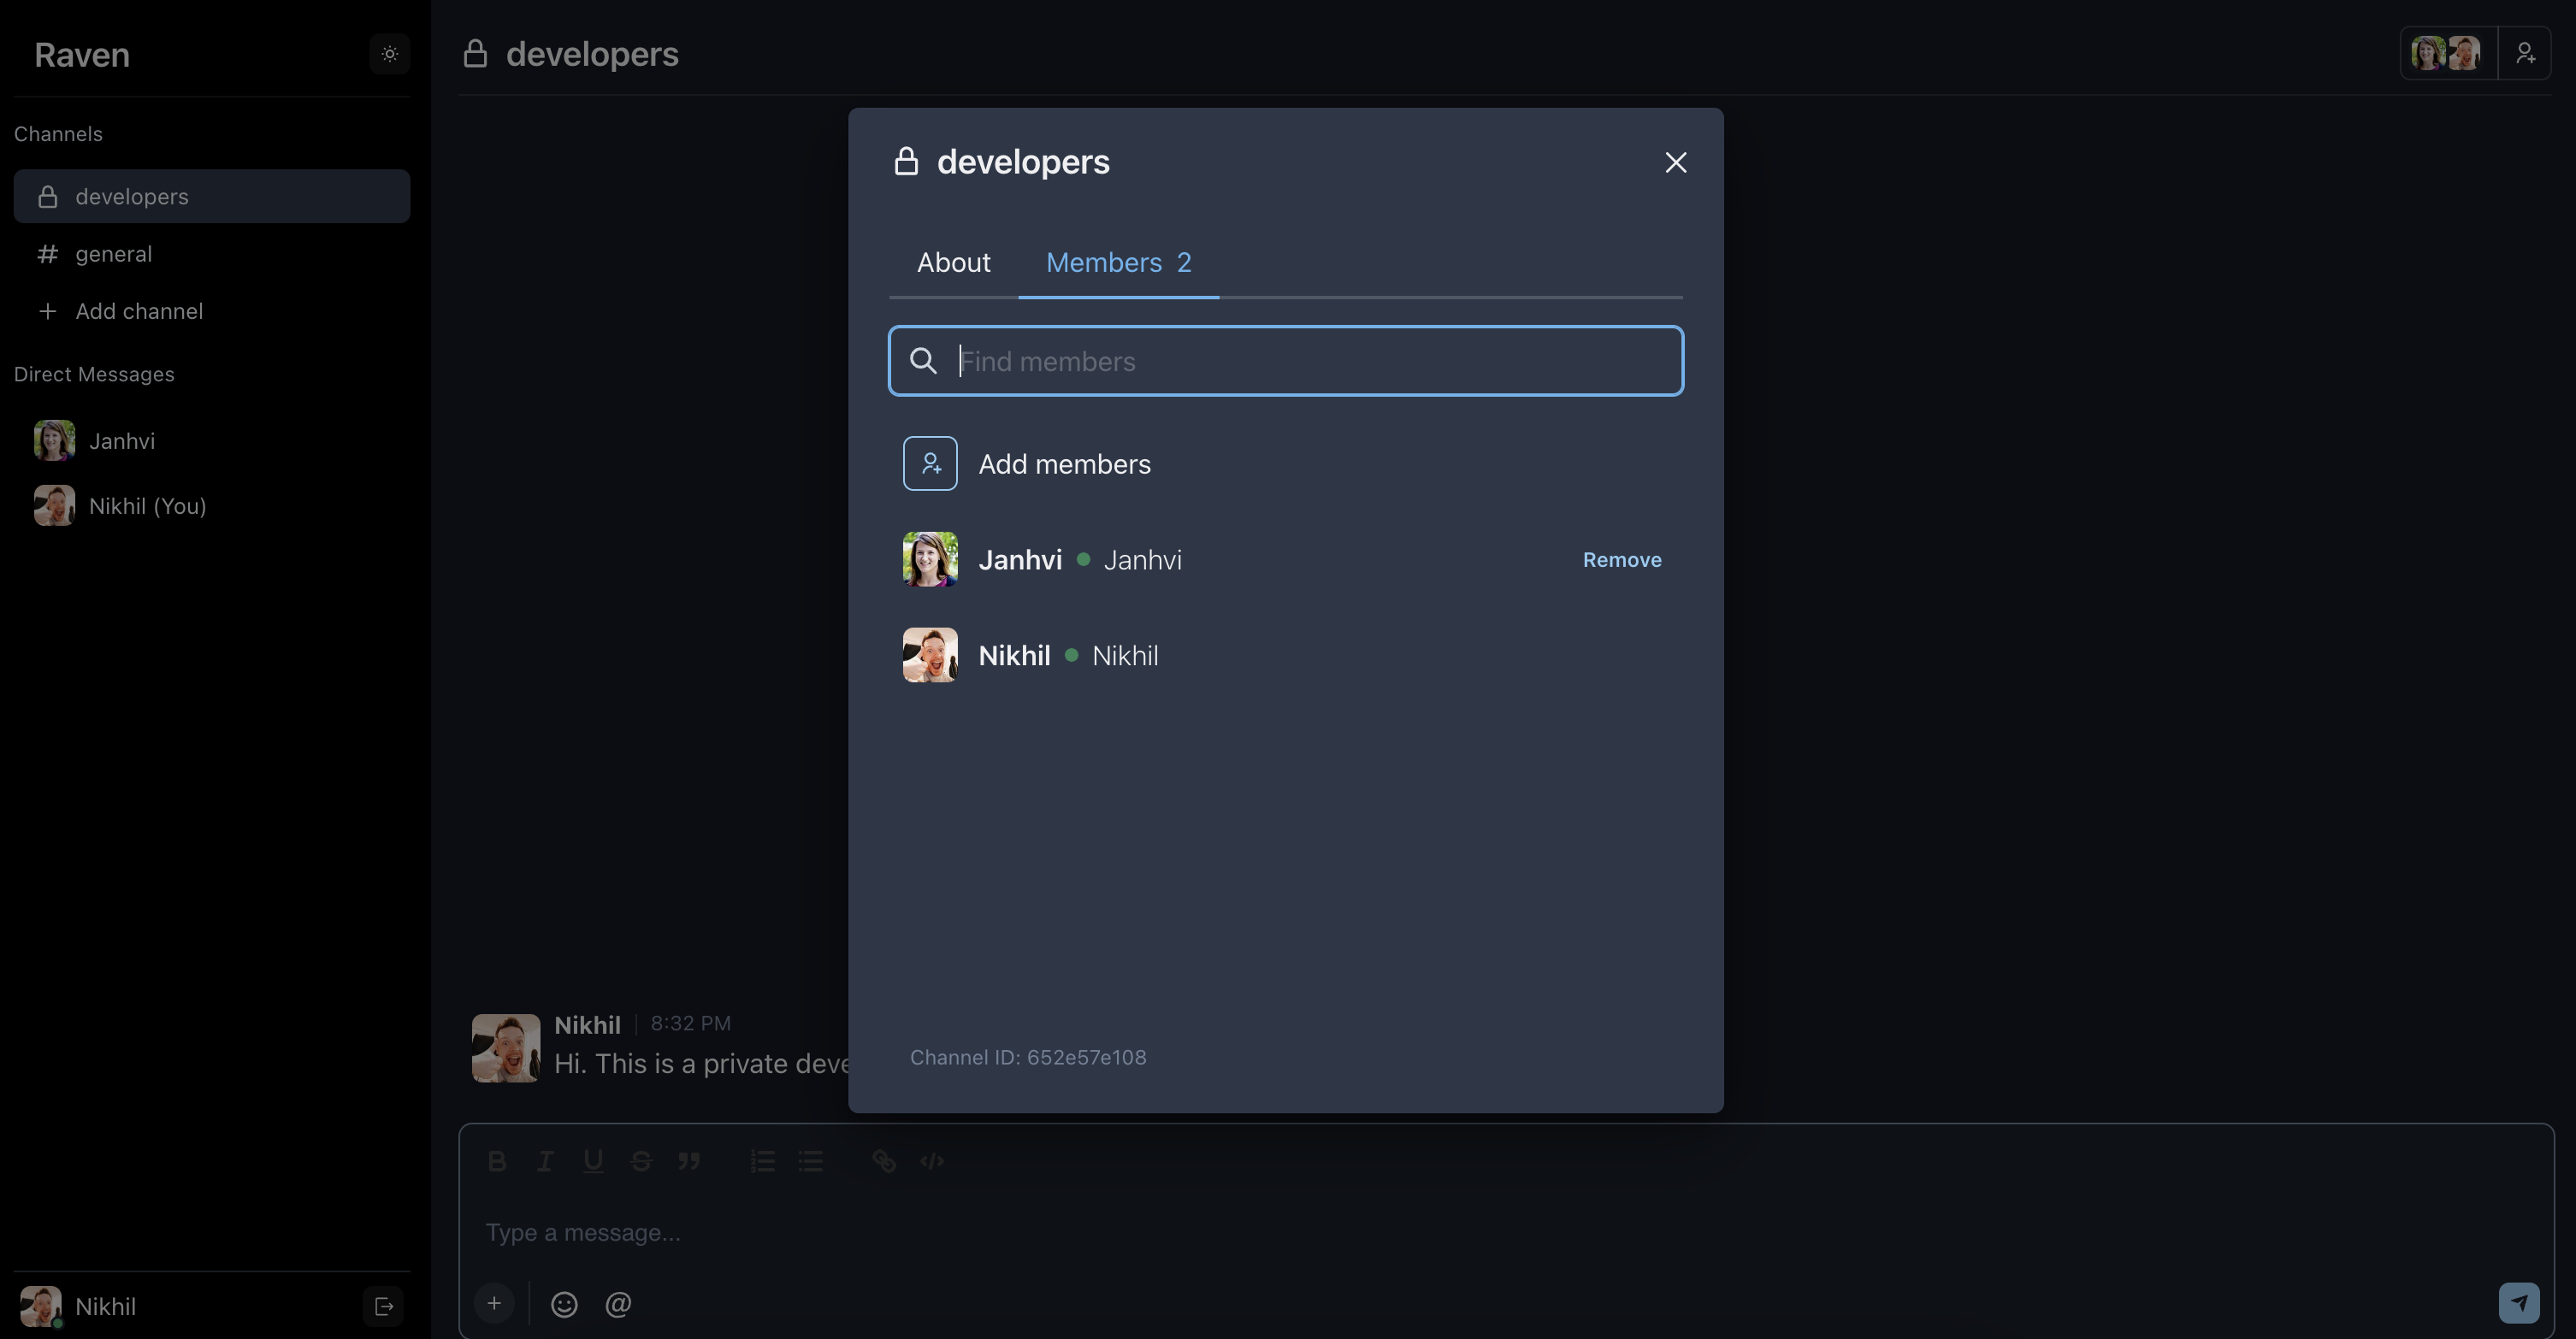 Raven
Channels
developers
general
Add channel
Direct Messages
Janhvi
Nikhil (You)
Nikhil
developers
developers
About
Members 2
Find members
Add members
Janhvi Janhvi
Remove
Nikhil Nikhil
Channel ID: 652e57e108
Nikhil 8:32 PM
Hi. This is a private deve
B I U S
Type a message...
@